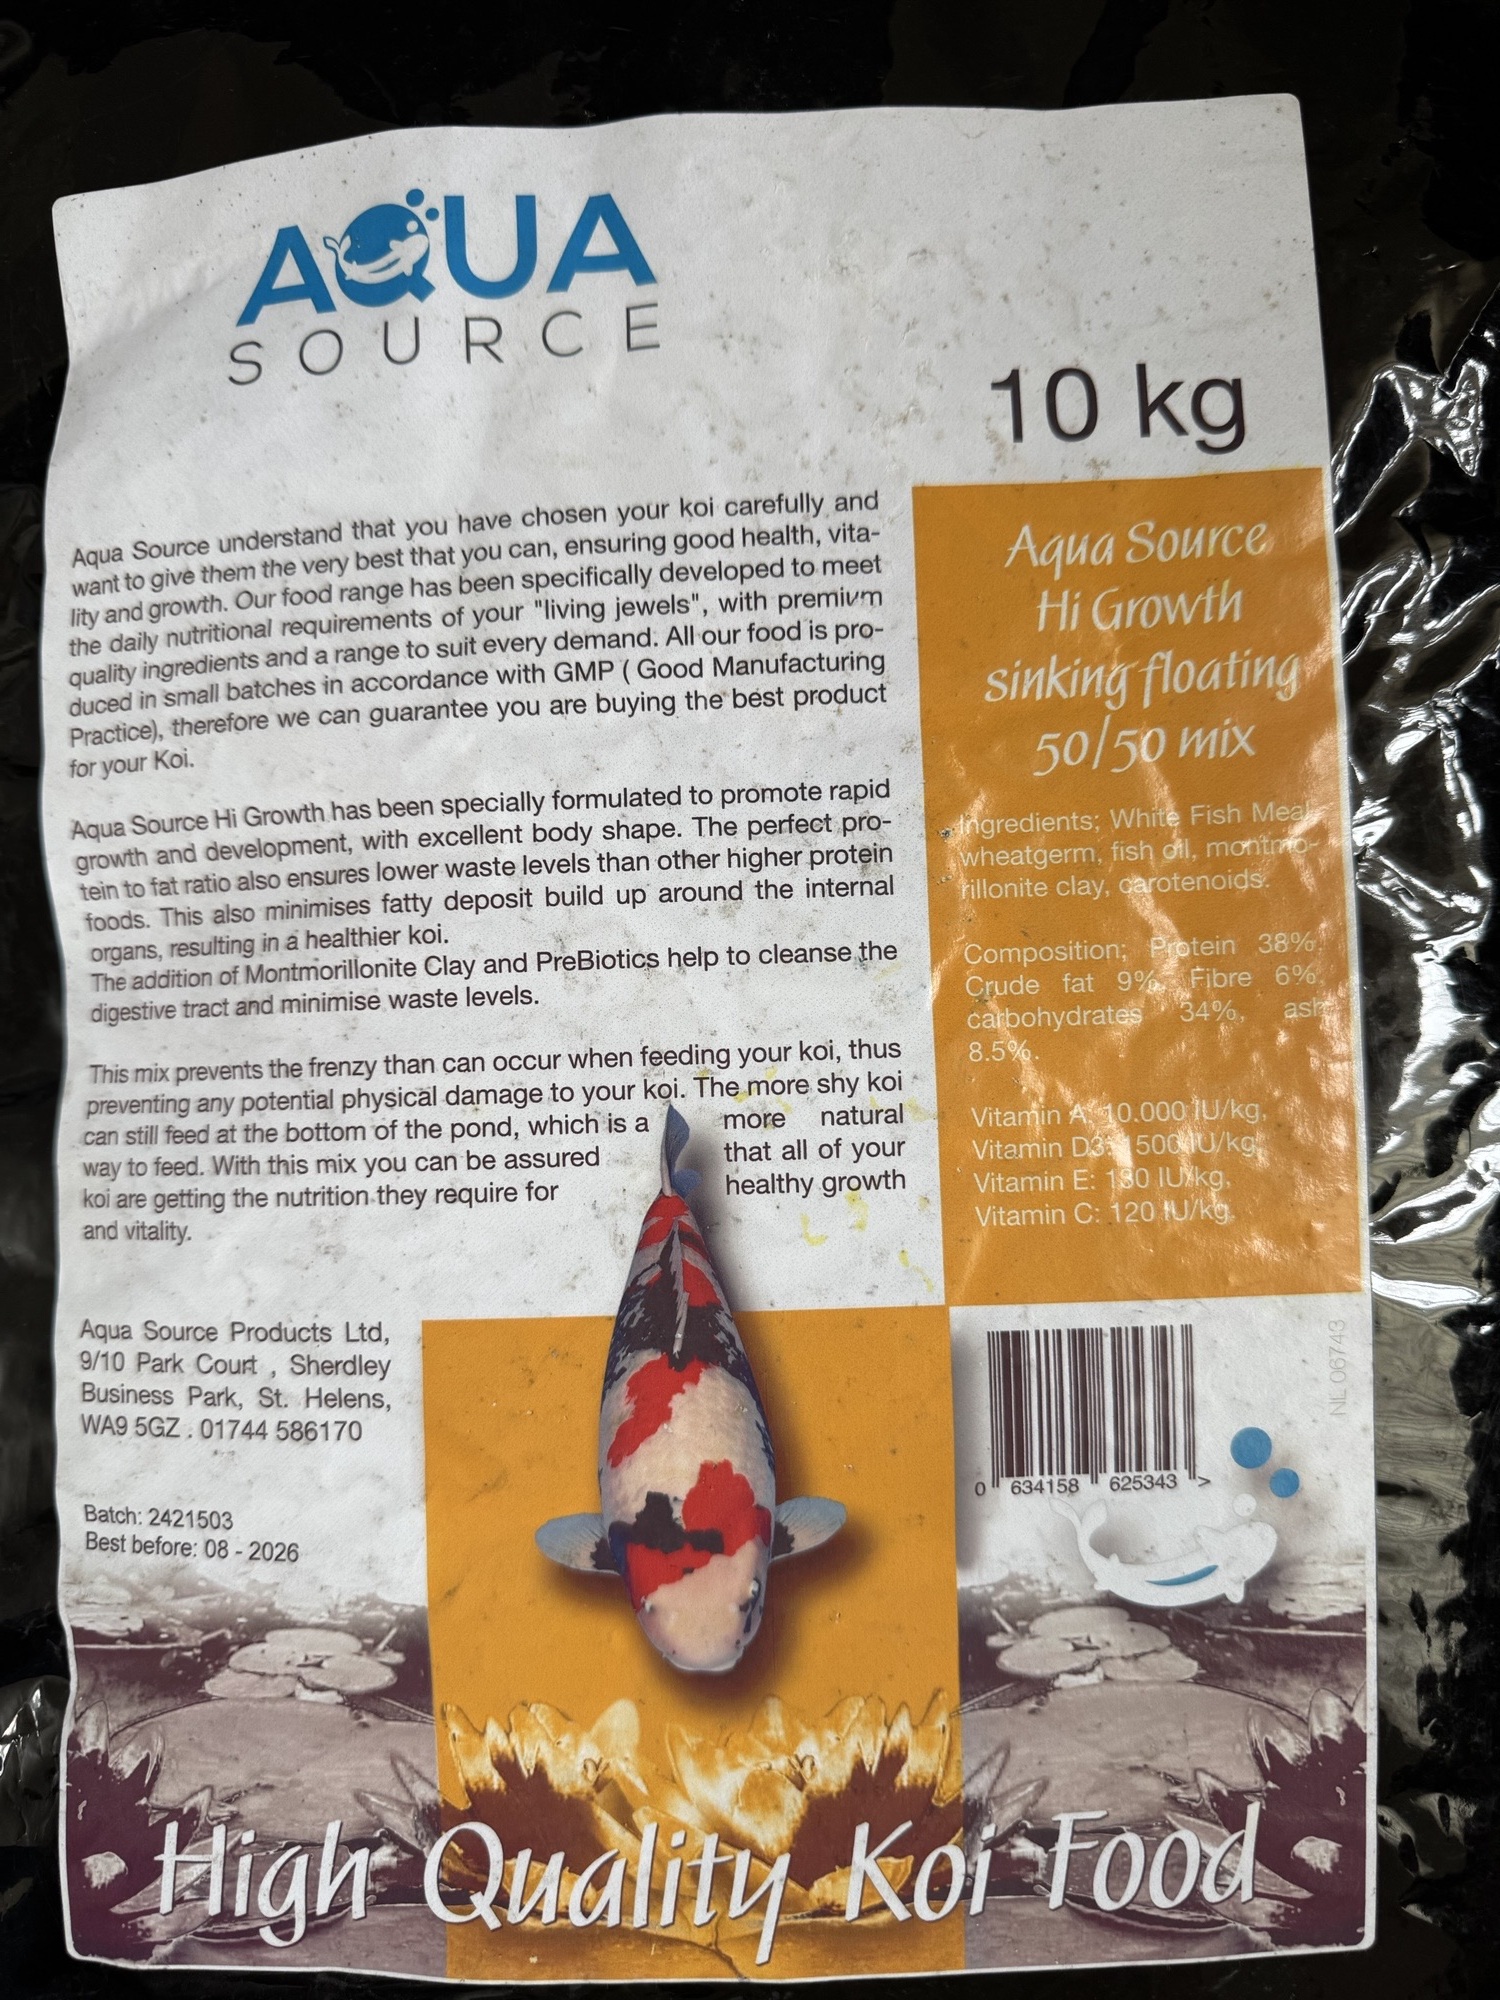 AQUA
SOURCE
10 kg
Aqua Source understand that you have chosen your koi carefully and
want to give them the very best that you can, ensuring good health, vita-
lity and growth. Our food range has been specifically developed to meet
the daily nutritional requirements of your "living jewels", with premium
quality ingredients and a range to suit every demand. All our food is pro-
duced in small batches in accordance with GMP ( Good Manufacturing
Practice), therefore we can guarantee you are buying the best product
for your Koi.
Aqua Source Hi Growth has been specially formulated to promote rapid
growth and development, with excellent body shape. The perfect pro-
tein to fat ratio also ensures lower waste levels than other higher protein
foods. This also minimises fatty deposit build up around the internal
organs, resulting in a healthier koi.
The addition of Montmorillonite Clay and PreBiotics help to cleanse the
digestive tract and minimise waste levels.
This mix prevents the frenzy than can occur when feeding your koi, thus
preventing any potential physical damage to your koi. The more shy koi
can still feed at the bottom of the pond, which is a more natural
way to feed. With this mix you can be assured that all of your
koi are getting the nutrition they require for healthy growth
and vitality.
Aqua Source
Hi Growth
sinking floating
50/50 mix
Ingredients; White Fish Meal
wheatgerm, fish oil, montmo-
rillonite clay, carotenoids.
Composition; Protein 38%,
Crude fat 9%, Fibre 6%,
carbohydrates 34%, ash
8.5%.
Vitamin A: 10.000 IU/kg,
Vitamin D3: 1500 IU/kg,
Vitamin E: 130 IU/kg,
Vitamin C: 120 IU/kg.
Aqua Source Products Ltd,
9/10 Park Court , Sherdley
Business Park, St. Helens,
WA9 5GZ . 01744 586170
Batch: 2421503
Best before: 08 - 2026
0 634158 625343 >
NL 06743
High Quality Koi Food